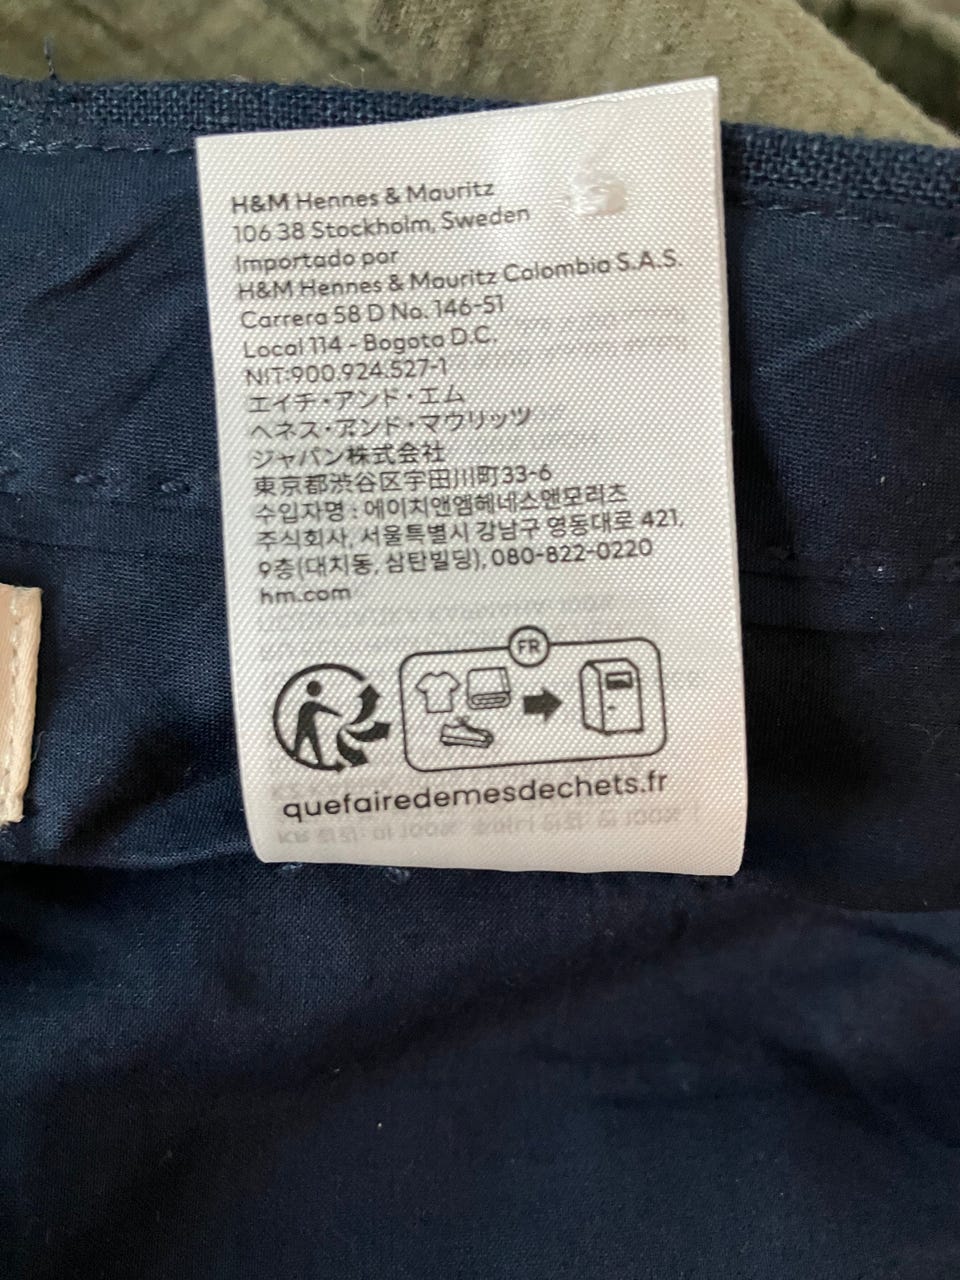 H&M Hennes & Mauritz
106 38 Stockholm, Sweden
Importado por
H&M Hennes & Mauritz Colombia S.A.S.
Carrera 58 D No. 146-51
Local 114 - Bogota D.C.
NIT:900.924.527-1
エイチ・アンド・エム
ヘネス・アンド・マウリッツ
ジャパン株式会社
東京都渋谷区宇田川町33-6
수입자명 : 에이치앤엠헤네스앤모리츠
주식회사, 서울특별시 강남구 영동대로 421,
9층(대치동, 삼탄빌딩), 080-822-0220
hm.com
FR
quefairedemesdechets.fr